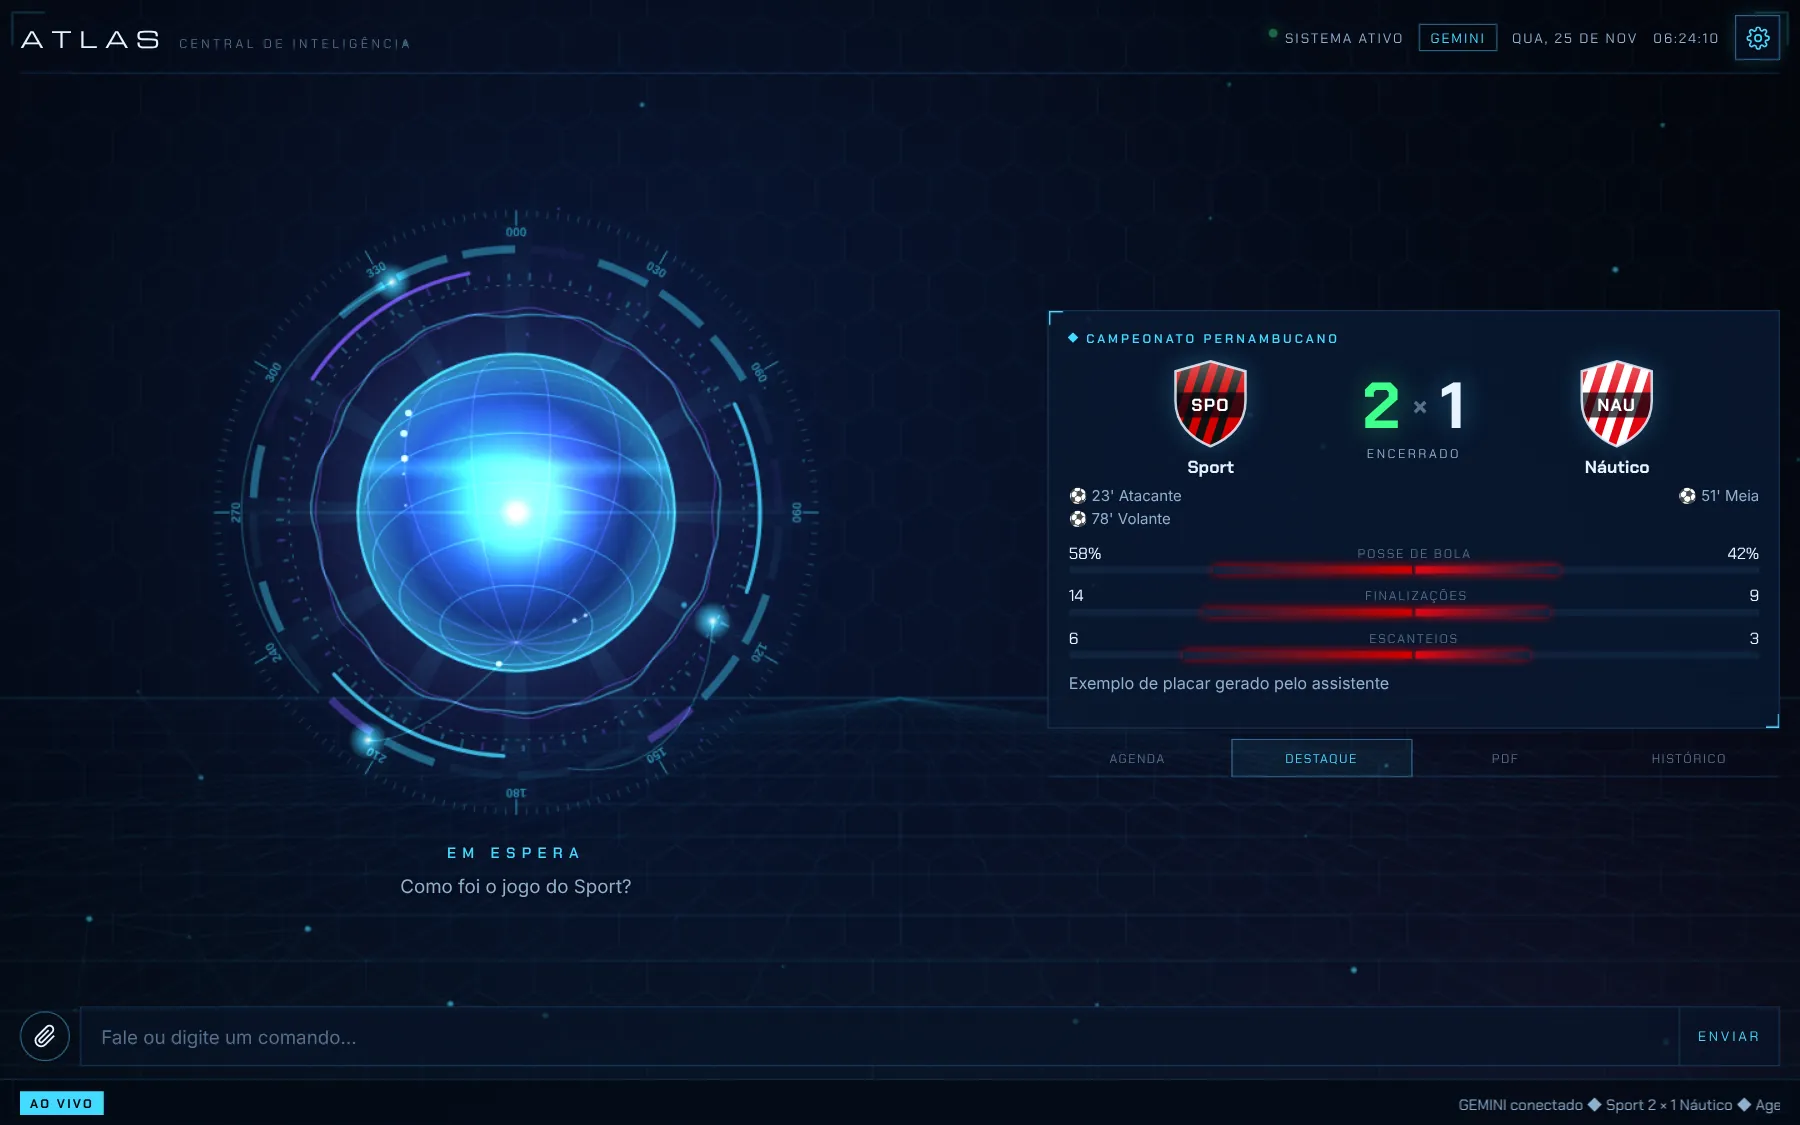 ATLAS CENTRAL DE INTELIGÊNCIA
SISTEMA ATIVO GEMINI QUA, 25 DE NOV 06:24:10
000
030
060
090
120
150
180
210
240
270
300
330
EM ESPERA
Como foi o jogo do Sport?
CAMPEONATO PERNAMBUCANO
SPO 2 × 1 NAU
ENCERRADO
Sport Náutico
23' Atacante 51' Meia
78' Volante
58% POSSE DE BOLA 42%
14 FINALIZAÇÕES 9
6 ESCANTEIOS 3
Exemplo de placar gerado pelo assistente
AGENDA DESTAQUE PDF HISTÓRICO
Fale ou digite um comando... ENVIAR
AO VIVO GEMINI conectado ◆ Sport 2 × 1 Náutico ◆ Age